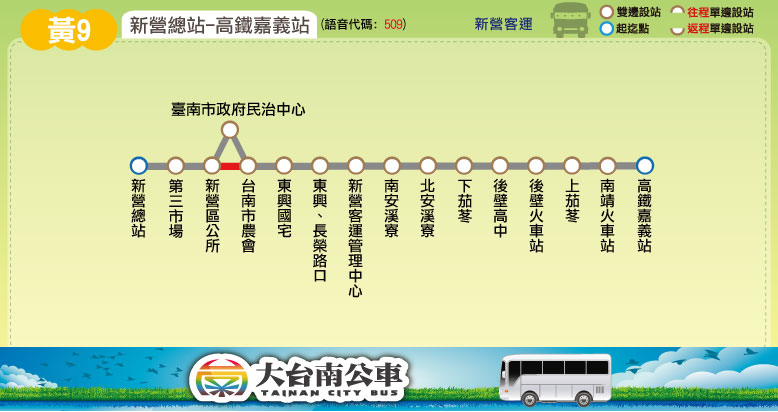 黃9
新營總站-高鐵嘉義站
(語音代碼: 509)
新營客運
雙邊設站
往程單邊設站
起迄點
返程單邊設站
臺南市政府民治中心
新營總站
第三市場
新營區公所
台南市農會
東興國宅
東興、長榮路口
新營客運管理中心
南安溪寮
北安溪寮
下茄苳
後壁高中
後壁火車站
上茄苳
南靖火車站
高鐵嘉義站
大台南公車
TAINAN CITY BUS